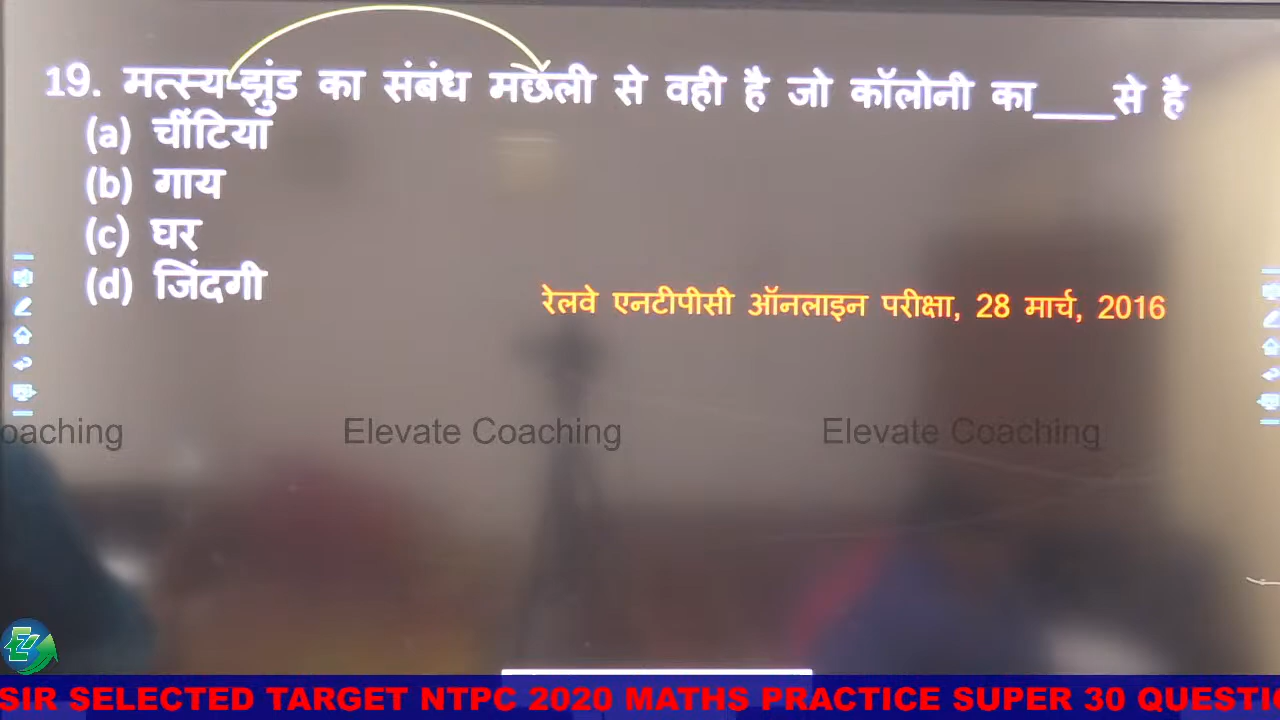 19. मत्स्य-झुंड का संबंध मछली से वही है जो कॉलोनी का____से है
(a) चींटियां
(b) गाय
(c) घर
(d) जिंदगी
रेलवे एनटीपीसी ऑनलाइन परीक्षा, 28 मार्च, 2016
oaching Elevate Coaching Elevate Coaching
SIR SELECTED TARGET NTPC 2020 MATHS PRACTICE SUPER 30 QUESTIO